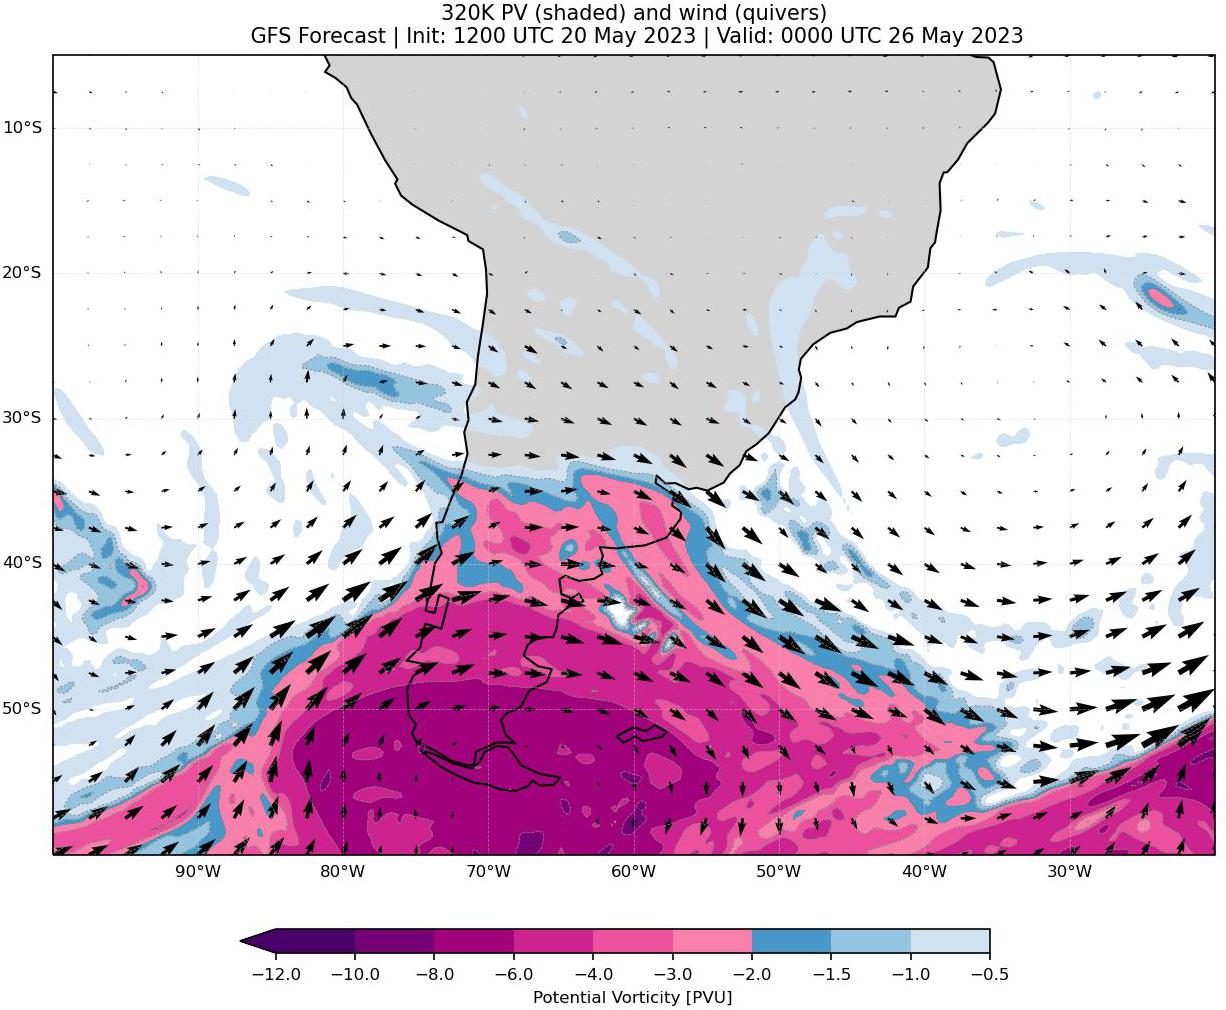 320K PV (shaded) and wind (quivers)
GFS Forecast | Init: 1200 UTC 20 May 2023 | Valid: 0000 UTC 26 May 2023
10°S
20°S
30°S
40°S
50°S
90°W 80°W 70°W 60°W 50°W 40°W 30°W
−12.0 −10.0 −8.0 −6.0 −4.0 −3.0 −2.0 −1.5 −1.0 −0.5
Potential Vorticity [PVU]